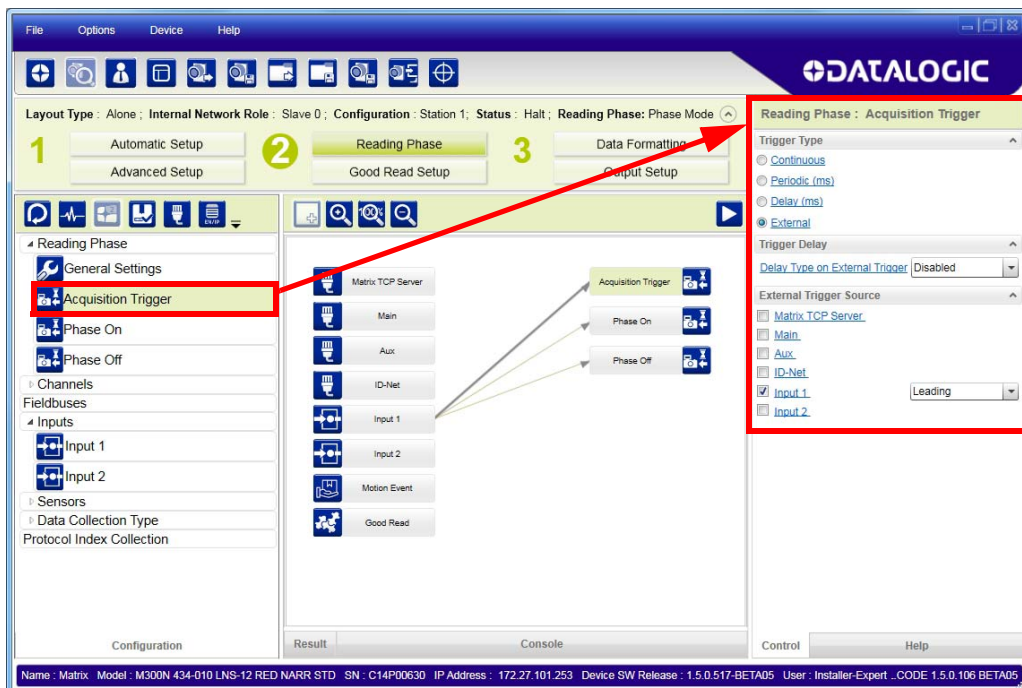 File Options Device Help
DATALOGIC
Layout Type : Alone ; Internal Network Role : Slave 0 ; Configuration : Station 1; Status : Halt ; Reading Phase: Phase Mode
1 Automatic Setup 2 Reading Phase 3 Data Formatting
Advanced Setup Good Read Setup Output Setup
EN/IP
100%
Reading Phase
General Settings
Acquisition Trigger
Phase On
Phase Off
Channels
Fieldbuses
Inputs
Input 1
Input 2
Sensors
Data Collection Type
Protocol Index Collection
Configuration
Matrix TCP Server
Main
Aux
ID-Net
Input 1
Input 2
Motion Event
Good Read
Acquisition Trigger
Phase On
Phase Off
Result Console
Reading Phase : Acquisition Trigger
Trigger Type
Continuous
Periodic (ms)
Delay (ms)
External
Trigger Delay
Delay Type on External Trigger Disabled
External Trigger Source
Matrix TCP Server
Main
Aux
ID-Net
Input 1 Leading
Input 2
Control Help
Name : Matrix Model : M300N 434-010 LNS-12 RED NARR STD SN : C14P00630 IP Address : 172.27.101.253 Device SW Release : 1.5.0.517-BETA05 User : Installer-Expert _CODE 1.5.0.106 BETA05